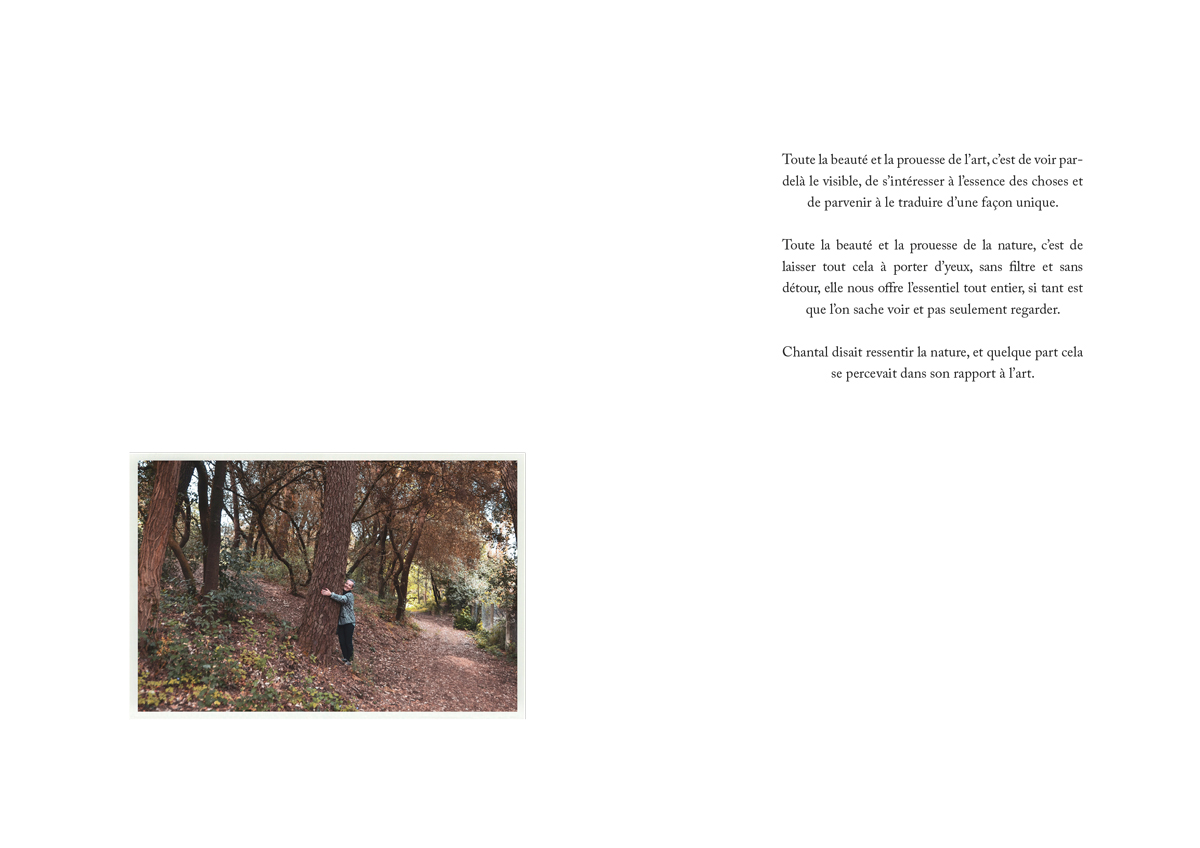 Toute la beauté et la prouesse de l’art, c’est de voir par-
delà le visible, de s’intéresser à l’essence des choses et
de parvenir à le traduire d’une façon unique.
Toute la beauté et la prouesse de la nature, c’est de
laisser tout cela à porter d’yeux, sans filtre et sans
détour, elle nous offre l’essentiel tout entier, si tant est
que l’on sache voir et pas seulement regarder.
Chantal disait ressentir la nature, et quelque part cela
se percevait dans son rapport à l’art.